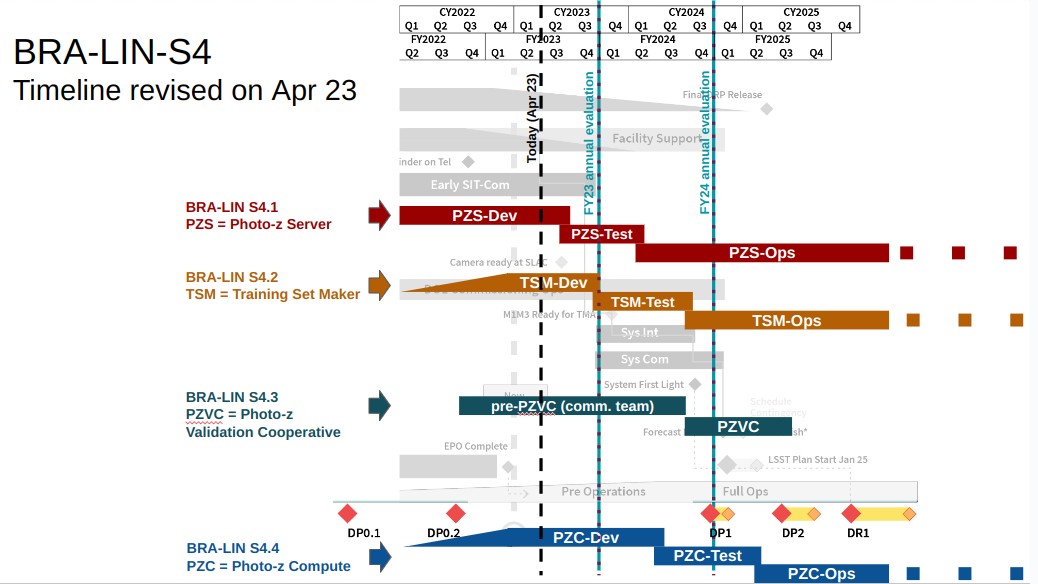 BRA-LIN-S4
Timeline revised on Apr 23
CY2022 CY2023 CY2024 CY2025
Q1 Q2 Q3 Q4 Q1 Q2 Q3 Q4 Q1 Q2 Q3 Q4 Q1 Q2 Q3 Q4
FY2022 FY2023 FY2024 FY2025
Q2 Q3 Q4 Q1 Q2 Q3 Q4 Q1 Q2 Q3 Q4 Q1 Q2 Q3 Q4
Today (Apr 23)
FY23 annual evaluation
FY24 annual evaluation
Final DRP Release
Facility Support
inder on Tel
Early SIT-Com
BRA-LIN S4.1
PZS = Photo-z Server
PZS-Dev
PZS-Test
PZS-Ops
Camera ready at SLAC
BRA-LIN S4.2
TSM = Training Set Maker
TSM-Dev
TSM-Test
M1M3 Ready for TMA
TSM-Ops
Sys Int
Sys Com
System First Light
BRA-LIN S4.3
PZVC = Photo-z
Validation Cooperative
Now
pre-PZVC (comm. team)
Schedule
Contingency
PZVC
Forecast
EPO Complete
LSST Plan Start Jan 25
Pre Operations
Full Ops
DP0.1 DP0.2 DP1 DP2 DR1
BRA-LIN S4.4
PZC = Photo-z Compute
PZC-Dev
PZC-Test
PZC-Ops